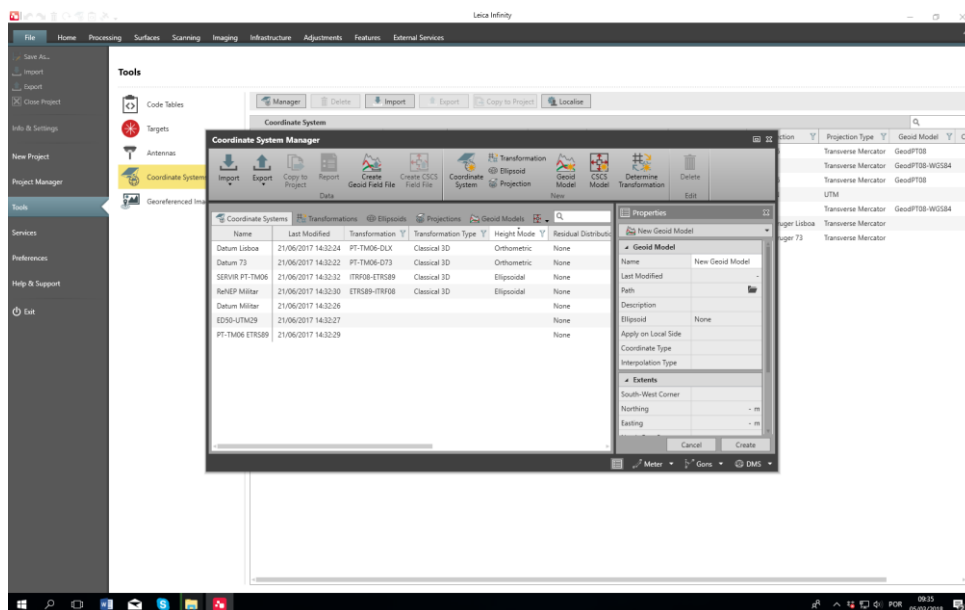 Leica Infinity
File Home Processing Surfaces Scanning Imaging Infrastructure Adjustments Features External Services
Save As...
Import
Export
Close Project
Info & Settings
New Project
Project Manager
Tools
Services
Preferences
Help & Support
Exit
Tools
Code Tables
Targets
Antennas
Coordinate Systems
Georeferenced Ima
Manager Delete Import Export Copy to Project Localise
Coordinate System
ction Projection Type Geoid Model C
Transverse Mercator GeodPT08
Transverse Mercator GeodPT08-WGS84
Transverse Mercator GeodPT08
UTM
Transverse Mercator GeodPT08-WGS84
uger Lisboa Transverse Mercator
uger 73 Transverse Mercator
Coordinate System Manager
Import Export Copy to Project Report Create Geoid Field File Create CSCS Field File Coordinate System Transformation Ellipsoid Projection Geoid Model CSCS Model Determine Transformation Delete
Data New Edit
Coordinate Systems Transformations Ellipsoids Projections Geoid Models
Name Last Modified Transformation Transformation Type Height Mode Residual Distributic
Datum Lisboa 21/06/2017 14:32:24 PT-TM06-DLX Classical 3D Orthometric None
Datum 73 21/06/2017 14:32:22 PT-TM06-D73 Classical 3D Orthometric None
SERVIR PT-TM06 21/06/2017 14:32:32 ITRF08-ETRS89 Classical 3D Ellipsoidal None
ReNEP Militar 21/06/2017 14:32:30 ETRS89-ITRF08 Classical 3D Ellipsoidal None
Datum Militar 21/06/2017 14:32:26 None
ED50-UTM29 21/06/2017 14:32:27 None
PT-TM06 ETRS89 21/06/2017 14:32:29 None
Properties
New Geoid Model
Geoid Model
Name New Geoid Model
Last Modified -
Path
Description
Ellipsoid None
Apply on Local Side
Coordinate Type
Interpolation Type
Extents
South-West Corner
Northing - m
Easting - m
Cancel Create
Meter Gons DMS
POR 09:35
05/03/2018